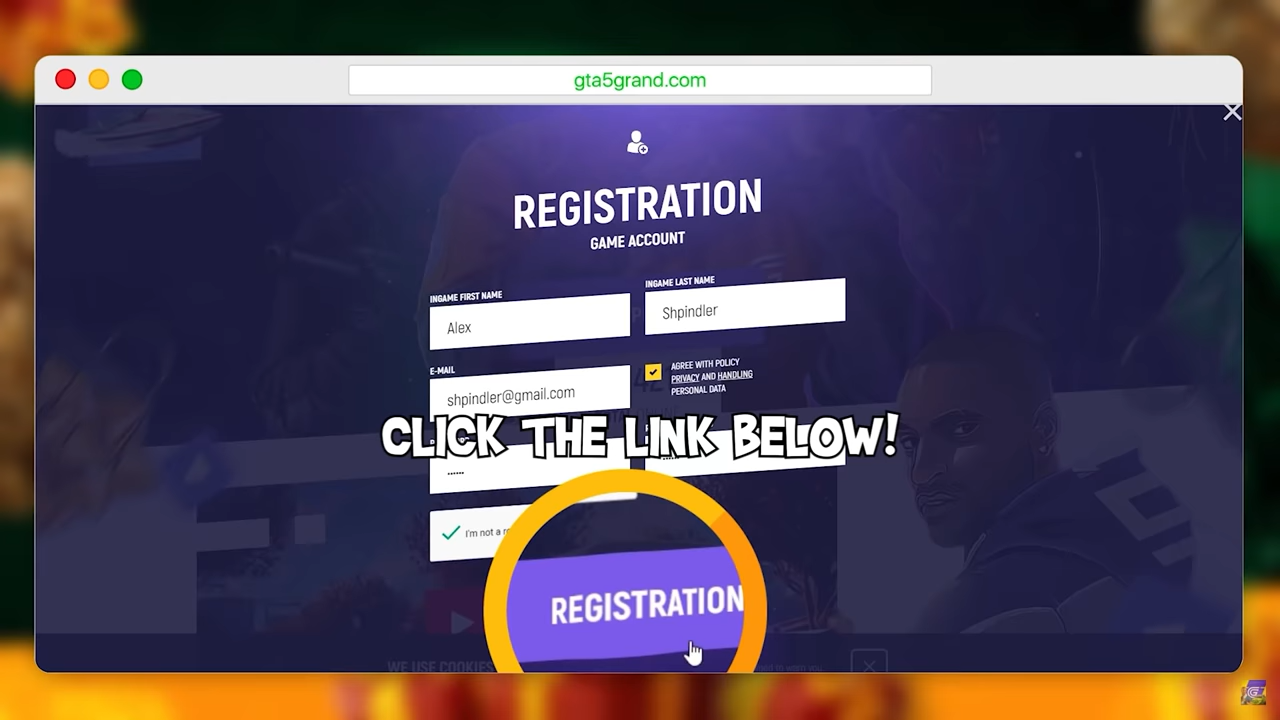 gta5grand.com
REGISTRATION
GAME ACCOUNT
INGAME FIRST NAME
INGAME LAST NAME
Alex
Shpindler
E-MAIL
shpindler@gmail.com
AGREE WITH POLICY
PRIVACY AND HANDLING
PERSONAL DATA
CLICK THE LINK BELOW!
I'm not a
REGISTRATION
WE USE COOKIES